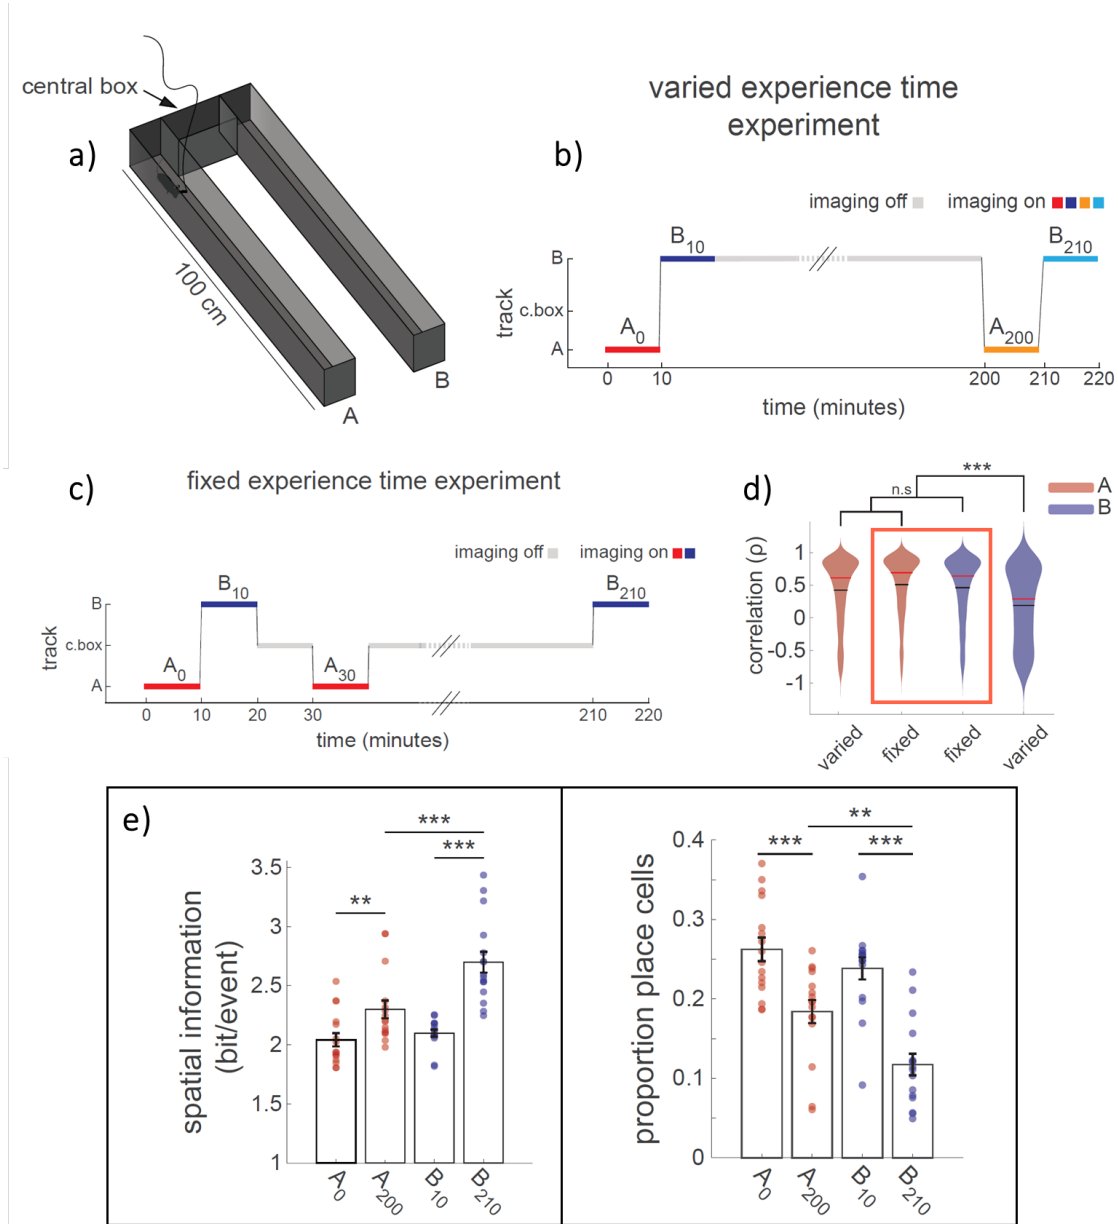 central box
a)
100 cm
A
B
varied experience time
experiment
b)
imaging off imaging on
B10 B210
B
c.box
A
track
A0 A200
0 10 200 210 220
time (minutes)
c)
fixed experience time experiment
imaging off imaging on
B10 B210
B
c.box
A
track
A0 A30
0 10 20 30 210 220
time (minutes)
d)
***
n.s
A
B
correlation (ρ)
1
0.5
0
-0.5
-1
varied fixed fixed varied
e)
spatial information
(bit/event)
***
***
**
3.5
3
2.5
2
1.5
1
A0 A200 B10 B210
proportion place cells
**
*** ***
0.4
0.3
0.2
0.1
0
A0 A200 B10 B210